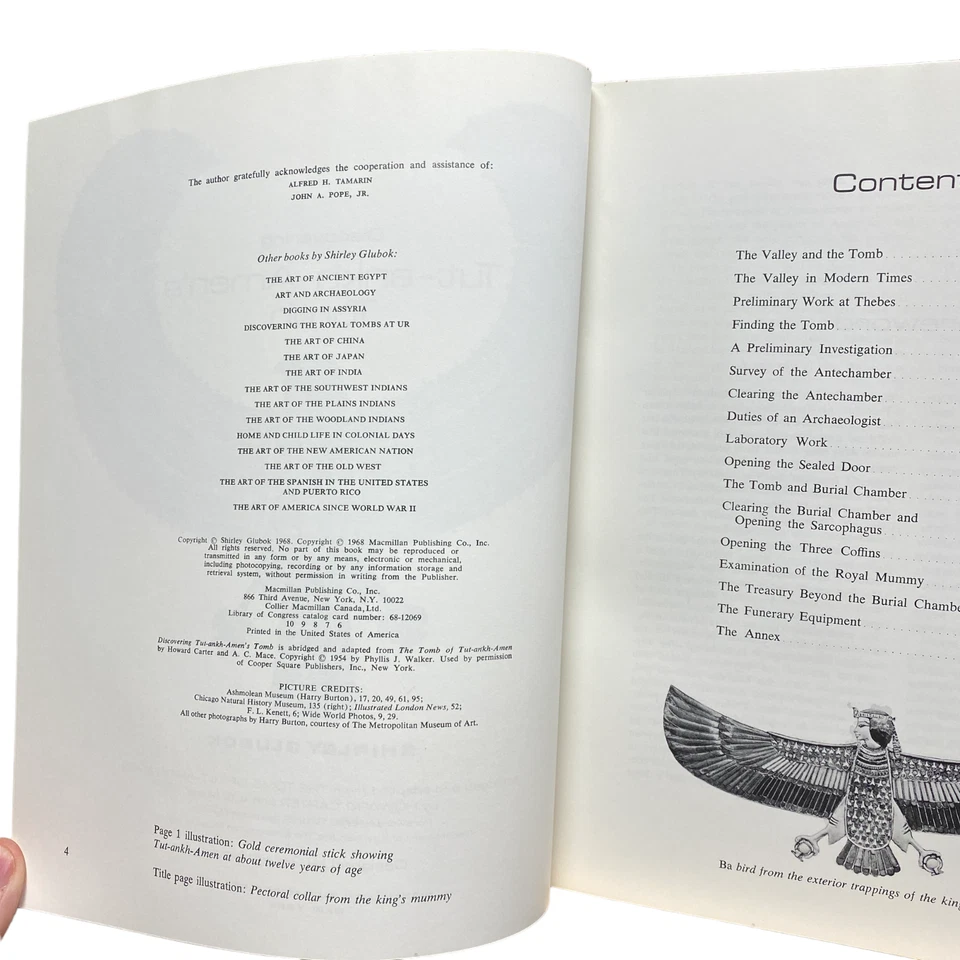 The author gratefully acknowledges the cooperation and assistance of:
ALFRED H. TAMARIN
JOHN A. POPE, JR.
Other books by Shirley Glubok:
THE ART OF ANCIENT EGYPT
ART AND ARCHAEOLOGY
DIGGING IN ASSYRIA
DISCOVERING THE ROYAL TOMBS AT UR
THE ART OF CHINA
THE ART OF JAPAN
THE ART OF INDIA
THE ART OF THE SOUTHWEST INDIANS
THE ART OF THE PLAINS INDIANS
THE ART OF THE WOODLAND INDIANS
HOME AND CHILD LIFE IN COLONIAL DAYS
THE ART OF THE NEW AMERICAN NATION
THE ART OF THE OLD WEST
THE ART OF THE SPANISH IN THE UNITED STATES
AND PUERTO RICO
THE ART OF AMERICA SINCE WORLD WAR II
Copyright © Shirley Glubok 1968. Copyright © 1968 Macmillan Publishing Co., Inc.
All rights reserved. No part of this book may be reproduced or
transmitted in any form or by any means, electronic or mechanical,
including photocopying, recording or by any information storage and
retrieval system, without permission in writing from the Publisher.
Macmillan Publishing Co., Inc.
866 Third Avenue, New York, N.Y. 10022
Collier Macmillan Canada, Ltd.
Library of Congress catalog card number: 68-12069
10 9 8 7 6
Printed in the United States of America
Discovering Tut-ankh-Amen's Tomb is abridged and adapted from The Tomb of Tut-ankh-Amen
by Howard Carter and A. C. Mace. Copyright © 1954 by Phyllis J. Walker. Used by permission
of Cooper Square Publishers, Inc., New York.
PICTURE CREDITS:
Ashmolean Museum (Harry Burton), 17, 20, 49, 61, 95;
Chicago Natural History Museum, 135 (right); Illustrated London News, 52;
F. L. Kenett, 6; Wide World Photos, 9, 29.
All other photographs by Harry Burton, courtesy of The Metropolitan Museum of Art.
Page 1 illustration: Gold ceremonial stick showing
Tut-ankh-Amen at about twelve years of age
Title page illustration: Pectoral collar from the king's mummy
4
Content
The Valley and the Tomb
The Valley in Modern Times
Preliminary Work at Thebes
Finding the Tomb
A Preliminary Investigation
Survey of the Antechamber
Clearing the Antechamber
Duties of an Archaeologist
Laboratory Work
Opening the Sealed Door
The Tomb and Burial Chamber
Clearing the Burial Chamber and
Opening the Sarcophagus
Opening the Three Coffins
Examination of the Royal Mummy
The Treasury Beyond the Burial Chambe
The Funerary Equipment
The Annex
Ba bird from the exterior trappings of the king